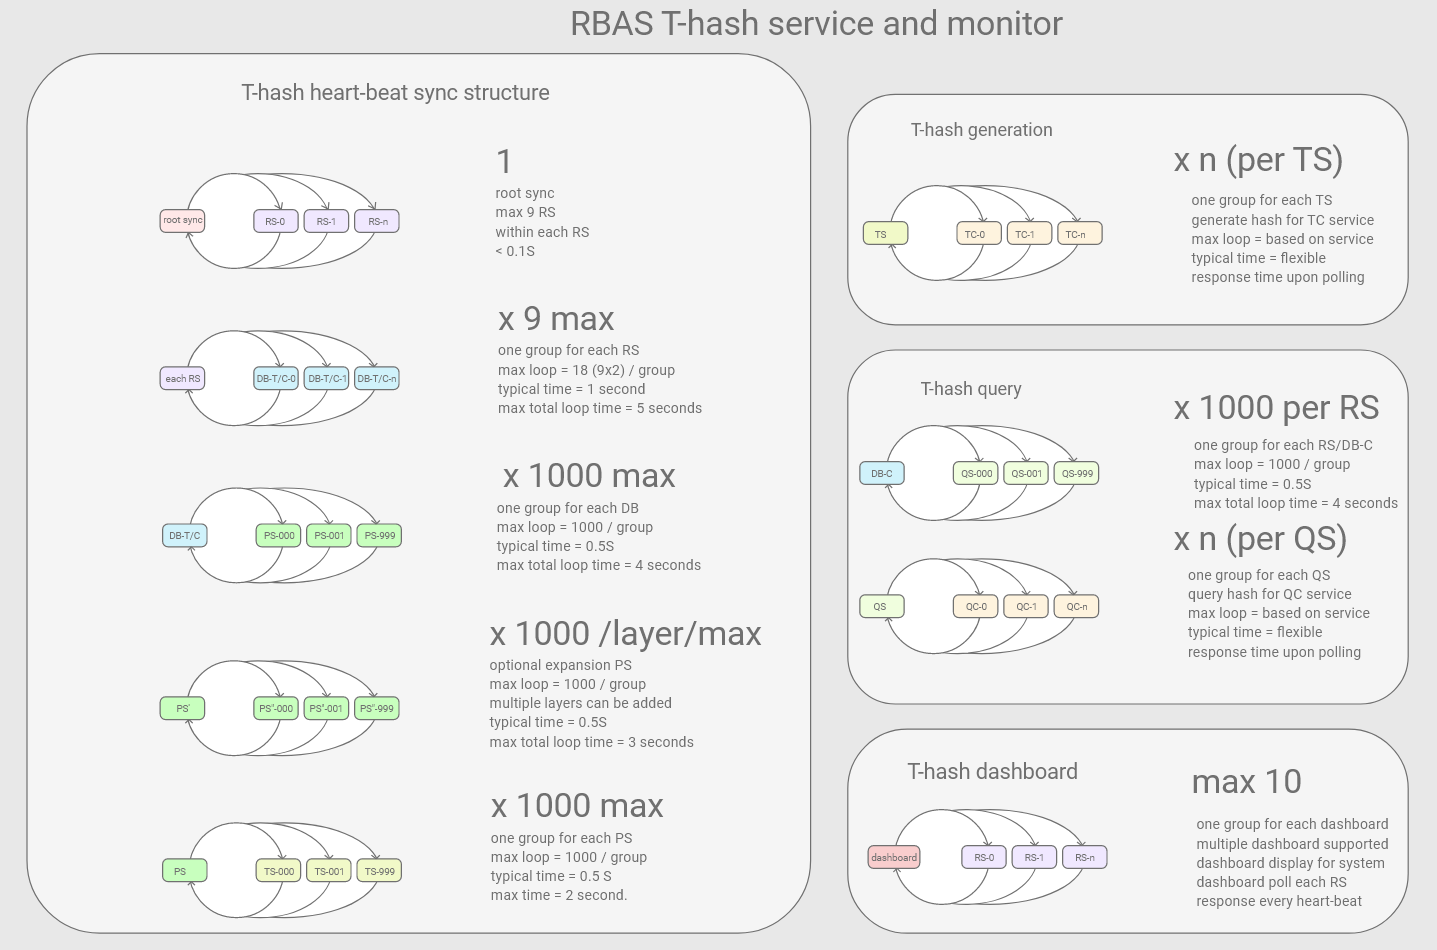 RBAS T-hash service and monitor
T-hash heart-beat sync structure
1
root sync
max 9 RS
within each RS
< 0.1S
root sync
RS-0
RS-1
RS-n
x 9 max
one group for each RS
max loop = 18 (9x2) / group
typical time = 1 second
max total loop time = 5 seconds
each RS
DB-T/C-0
DB-T/C-1
DB-T/C-n
x 1000 max
one group for each DB
max loop = 1000 / group
typical time = 0.5S
max total loop time = 4 seconds
DB-T/C
PS-000
PS-001
PS-999
x 1000 /layer/max
optional expansion PS
max loop = 1000 / group
multiple layers can be added
typical time = 0.5S
max total loop time = 3 seconds
PS'
PS"-000
PS"-001
PS"-999
x 1000 max
one group for each PS
max loop = 1000 / group
typical time = 0.5 S
max time = 2 second.
PS
TS-000
TS-001
TS-999
T-hash generation
x n (per TS)
one group for each TS
generate hash for TC service
max loop = based on service
typical time = flexible
response time upon polling
TS
TC-0
TC-1
TC-n
T-hash query
x 1000 per RS
one group for each RS/DB-C
max loop = 1000 / group
typical time = 0.5S
max total loop time = 4 seconds
DB-C
QS-000
QS-001
QS-999
x n (per QS)
one group for each QS
query hash for QC service
max loop = based on service
typical time = flexible
response time upon polling
QS
QC-0
QC-1
QC-n
T-hash dashboard
max 10
one group for each dashboard
multiple dashboard supported
dashboard display for system
dashboard poll each RS
response every heart-beat
dashboard
RS-0
RS-1
RS-n